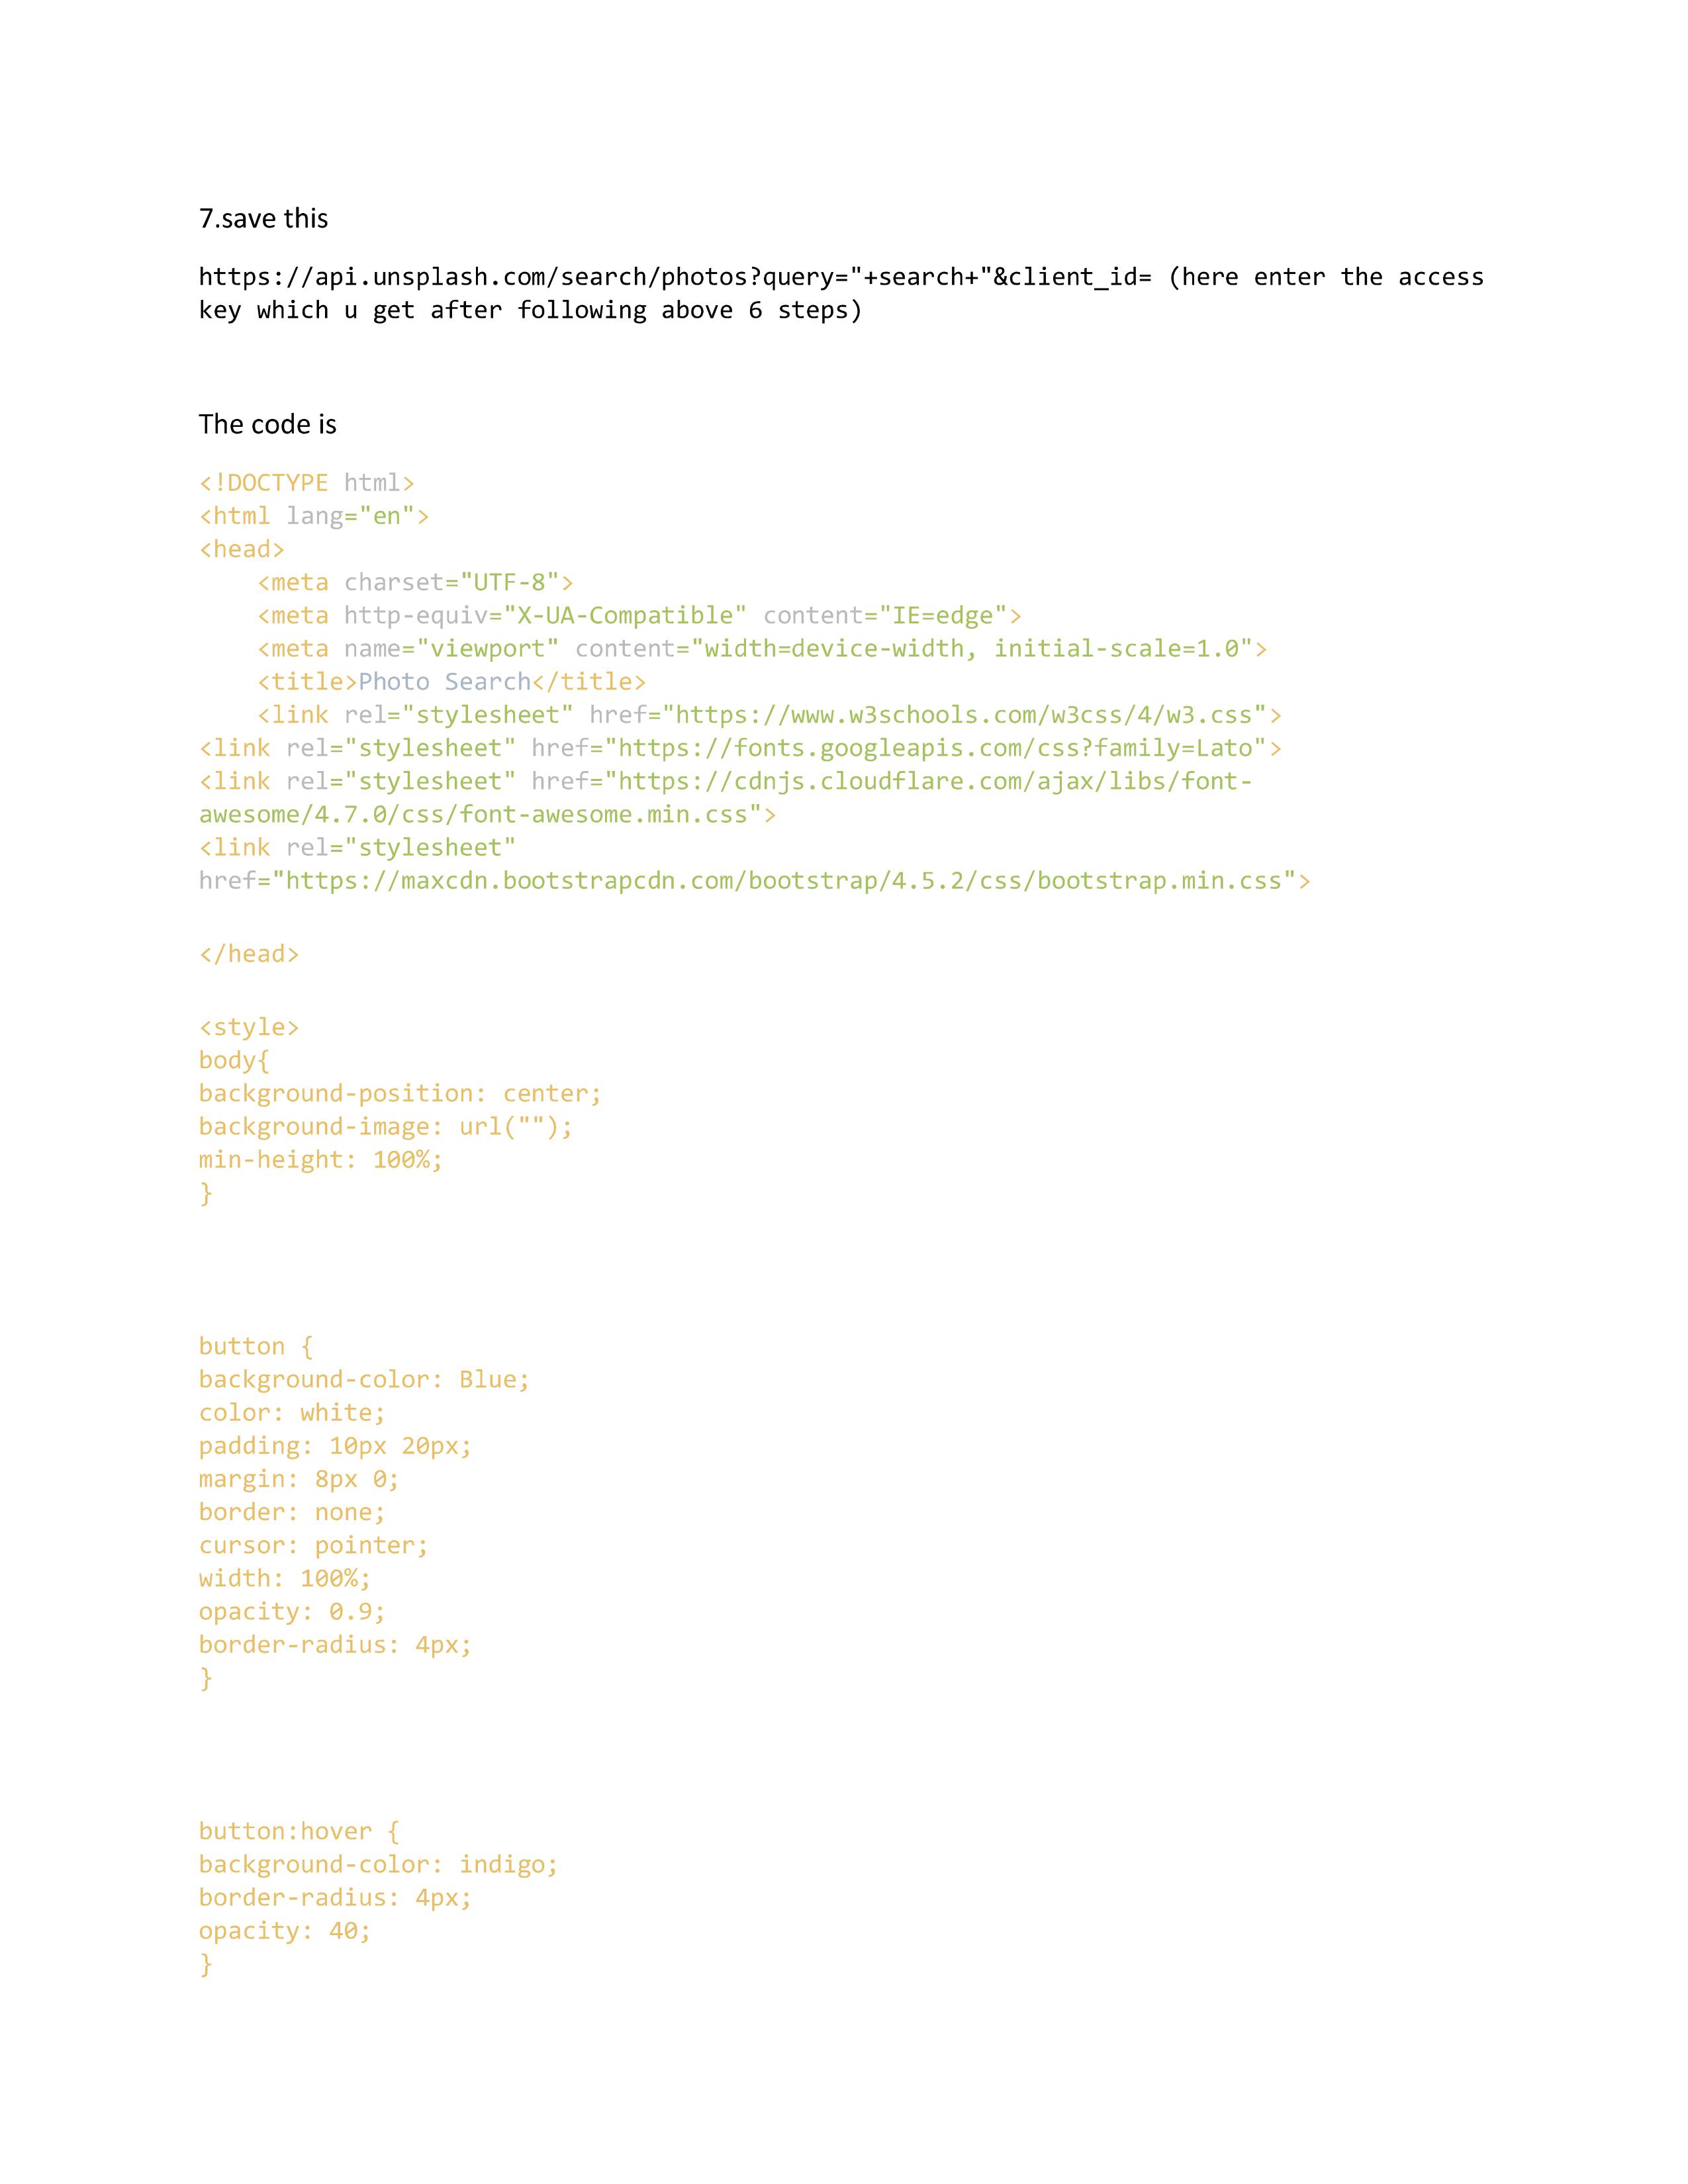 7.save this
https://api.unsplash.com/search/photos?query="+search+"&client_id= (here enter the access
key which u get after following above 6 steps)
The code is
<!DOCTYPE html>
<html lang="en">
<head>
    <meta charset="UTF-8">
    <meta http-equiv="X-UA-Compatible" content="IE=edge">
    <meta name="viewport" content="width=device-width, initial-scale=1.0">
    <title>Photo Search</title>
    <link rel="stylesheet" href="https://www.w3schools.com/w3css/4/w3.css">
<link rel="stylesheet" href="https://fonts.googleapis.com/css?family=Lato">
<link rel="stylesheet" href="https://cdnjs.cloudflare.com/ajax/libs/font-
awesome/4.7.0/css/font-awesome.min.css">
<link rel="stylesheet"
href="https://maxcdn.bootstrapcdn.com/bootstrap/4.5.2/css/bootstrap.min.css">
</head>
<style>
body{
background-position: center;
background-image: url("");
min-height: 100%;
}
button {
background-color: Blue;
color: white;
padding: 10px 20px;
margin: 8px 0;
border: none;
cursor: pointer;
width: 100%;
opacity: 0.9;
border-radius: 4px;
}
button:hover {
background-color: indigo;
border-radius: 4px;
opacity: 40;
}